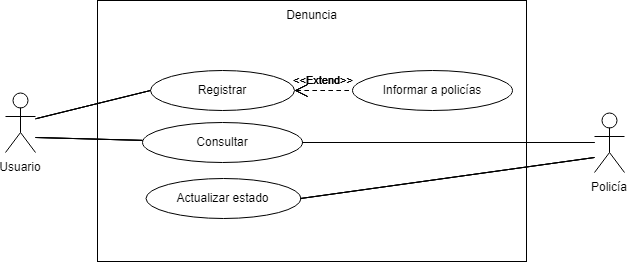 Denuncia
<<Extend>>
Registrar
Informar a policías
Consultar
Usuario
Actualizar estado
Policía